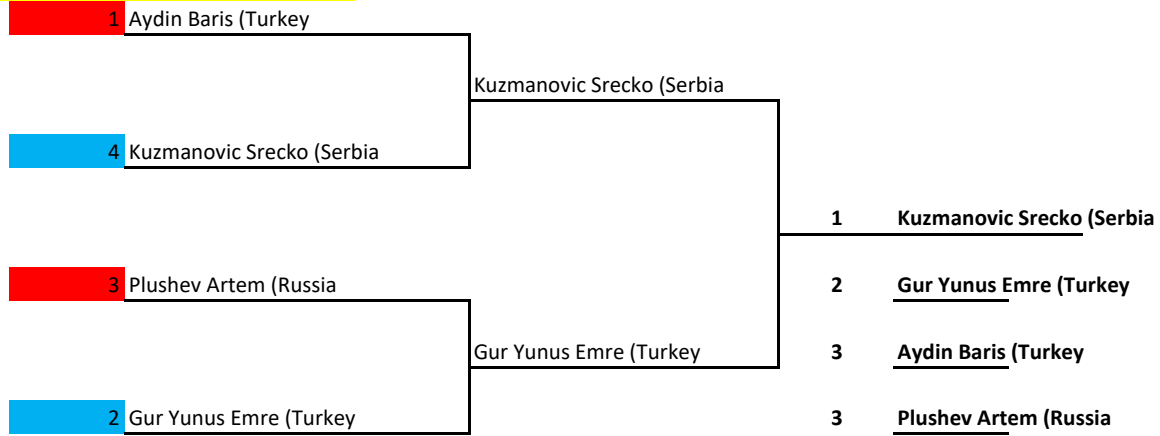 1 Aydin Baris (Turkey
Kuzmanovic Srecko (Serbia
4 Kuzmanovic Srecko (Serbia
1 Kuzmanovic Srecko (Serbia
3 Plushev Artem (Russia
2 Gur Yunus Emre (Turkey
Gur Yunus Emre (Turkey
3 Aydin Baris (Turkey
2 Gur Yunus Emre (Turkey
3 Plushev Artem (Russia